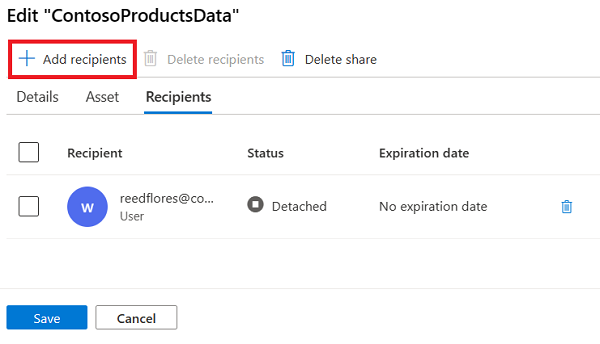 Edit "ContosoProductsData"
Add recipients Delete recipients Delete share
Details Asset Recipients
Recipient Status Expiration date
W reedflores@co... Detached No expiration date
User
Save Cancel